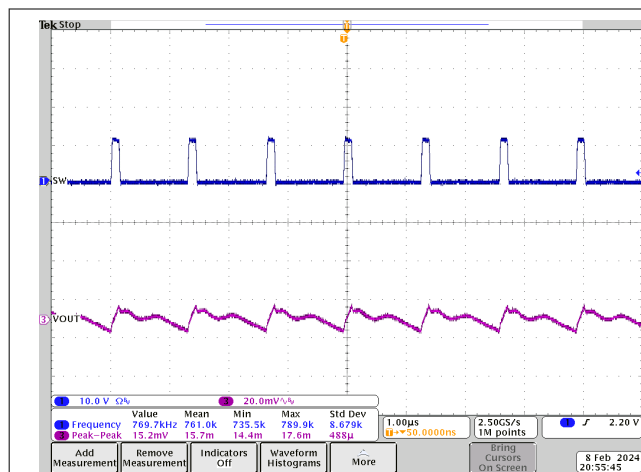 Tek Stop
T
T
1 SW
3 VOUT
1 10.0 V Ω 3 20.0mV
Value Mean Min Max Std Dev
1 Frequency 769.7kHz 761.0k 735.5k 789.9k 8.679k
3 Peak-Peak 15.2mV 15.7m 14.4m 17.6m 488µ
1.00µs 2.50GS/s 1 2.20 V
T→▼50.0000ns 1M points
Add Measurement Remove Measurement Indicators Off Waveform Histograms More Bring Cursors On Screen
8 Feb 2024
20:55:45